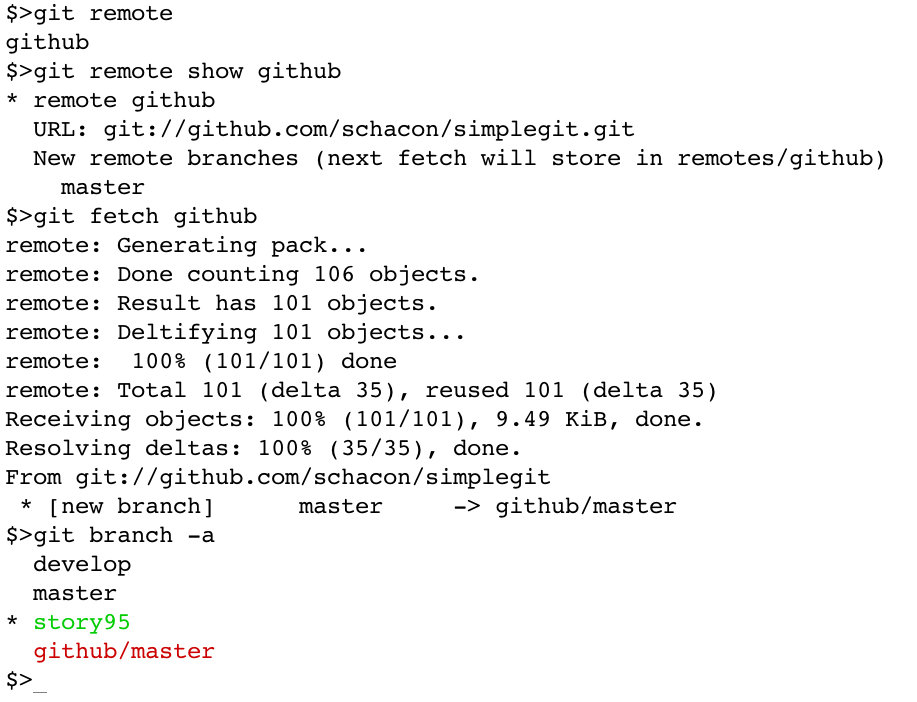 $>git remote
github
$>git remote show github
* remote github
  URL: git://github.com/schacon/simplegit.git
  New remote branches (next fetch will store in remotes/github)
    master
$>git fetch github
remote: Generating pack...
remote: Done counting 106 objects.
remote: Result has 101 objects.
remote: Deltifying 101 objects...
remote:  100% (101/101) done
remote: Total 101 (delta 35), reused 101 (delta 35)
Receiving objects: 100% (101/101), 9.49 KiB, done.
Resolving deltas: 100% (35/35), done.
From git://github.com/schacon/simplegit
 * [new branch]      master     -> github/master
$>git branch -a
  develop
  master
* story95
  github/master
$>_